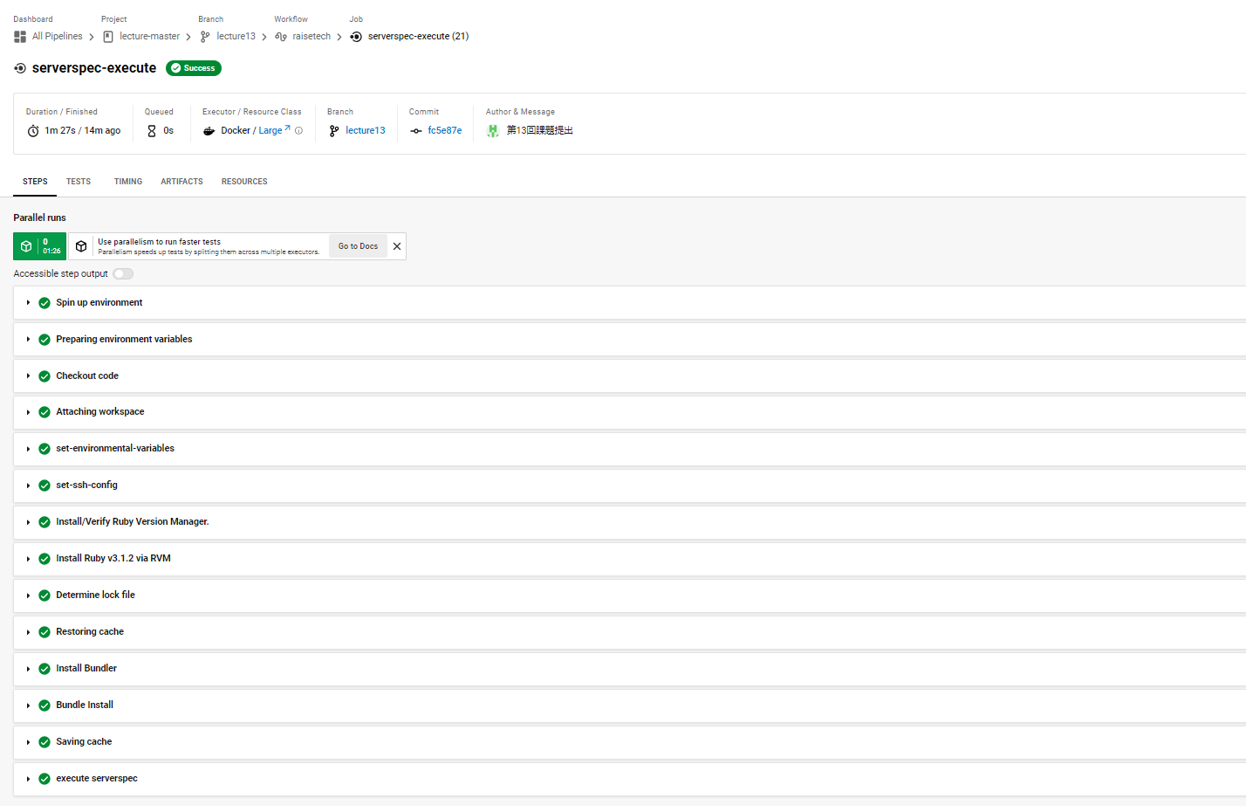 Dashboard Project Branch Workflow Job
All Pipelines lecture-master lecture13 raisetech serverspec-execute (21)
serverspec-execute Success
Duration / Finished Queued Executor / Resource Class Branch Commit Author & Message
1m 27s / 14m ago 0s Docker / Large lecture13 fc5e87e 第13回課題提出
STEPS TESTS TIMING ARTIFACTS RESOURCES
Parallel runs
0
01:26
Use parallelism to run faster tests
Parallelism speeds up tests by splitting them across multiple executors.
Go to Docs
Accessible step output
Spin up environment
Preparing environment variables
Checkout code
Attaching workspace
set-environmental-variables
set-ssh-config
Install/Verify Ruby Version Manager.
Install Ruby v3.1.2 via RVM
Determine lock file
Restoring cache
Install Bundler
Bundle Install
Saving cache
execute serverspec